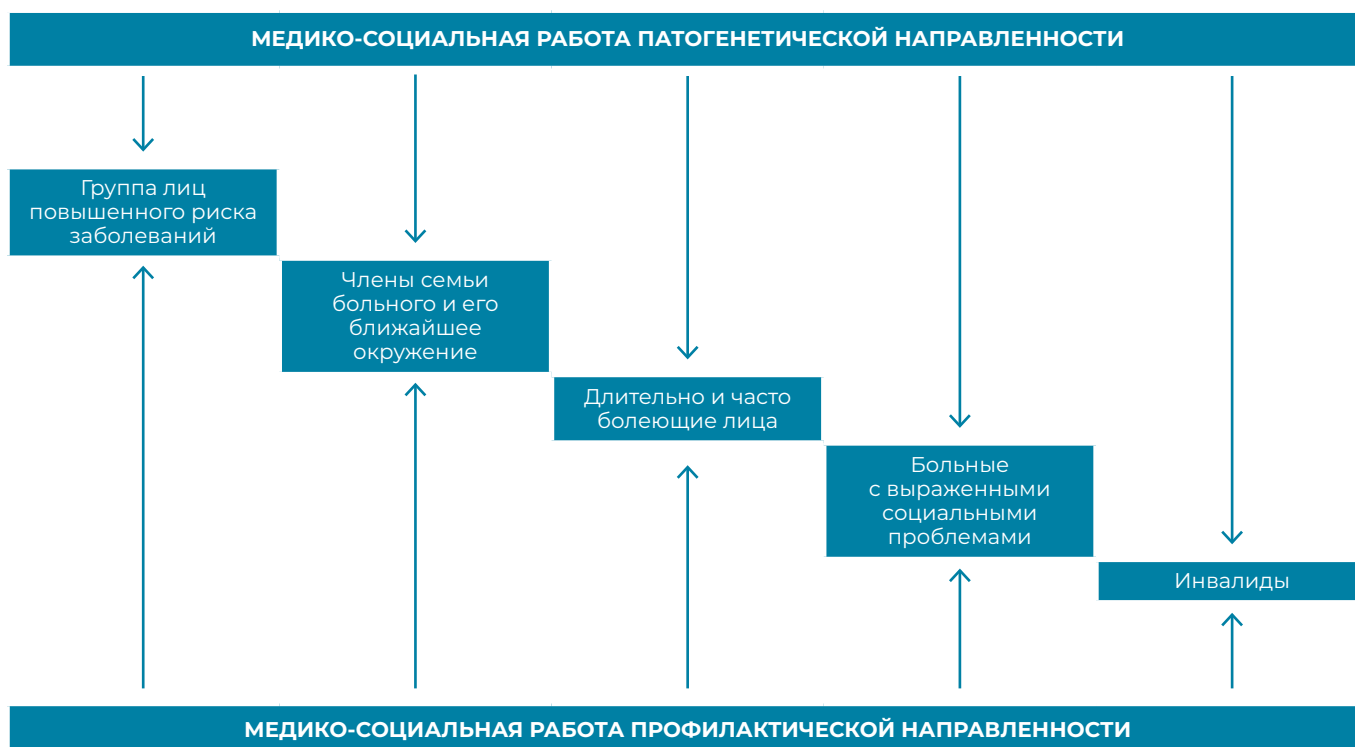 МЕДИКО-СОЦИАЛЬНАЯ РАБОТА ПАТОГЕНЕТИЧЕСКОЙ НАПРАВЛЕННОСТИ
Группа лиц
повышенного риска
заболеваний
Члены семьи
больного и его
ближайшее
окружение
Длительно и часто
болеющие лица
Больные
с выраженными
социальными
проблемами
Инвалиды
МЕДИКО-СОЦИАЛЬНАЯ РАБОТА ПРОФИЛАКТИЧЕСКОЙ НАПРАВЛЕННОСТИ